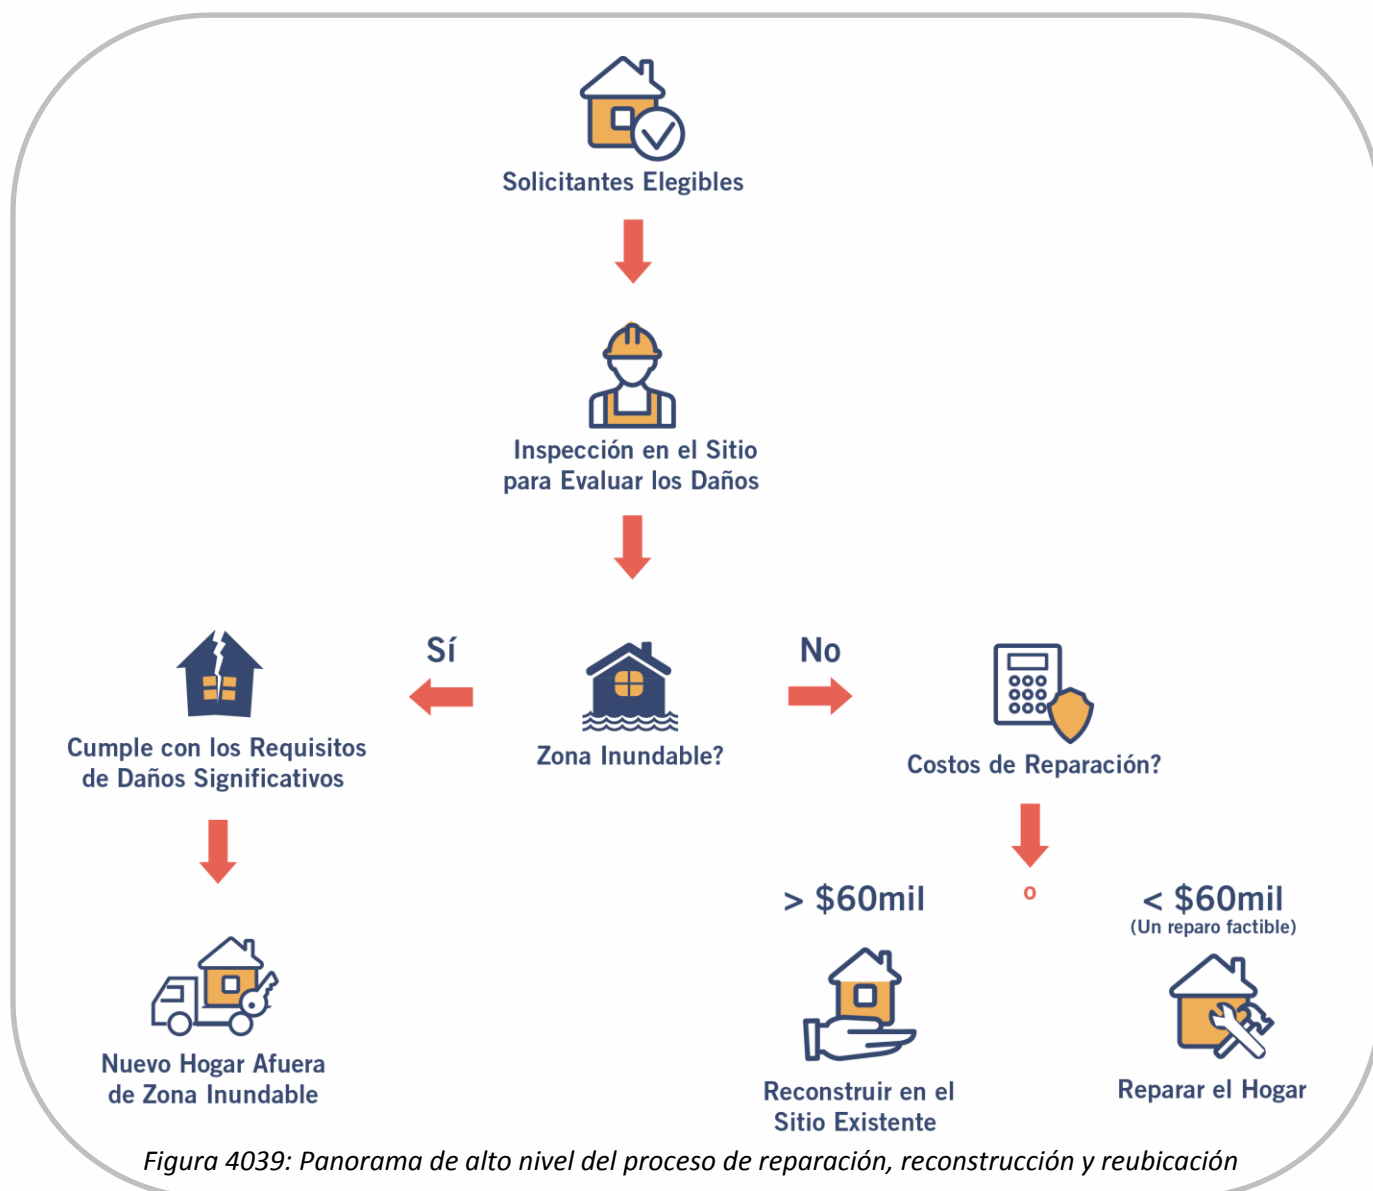 Solicitantes Elegibles
Inspección en el Sitio
para Evaluar los Daños
Sí
No
Cumple con los Requisitos
de Daños Significativos
Zona Inundable?
Costos de Reparación?
> $60mil
o
< $60mil
(Un reparo factible)
Nuevo Hogar Afuera
de Zona Inundable
Reconstruir en el
Sitio Existente
Reparar el Hogar
Figura 4039: Panorama de alto nivel del proceso de reparación, reconstrucción y reubicación